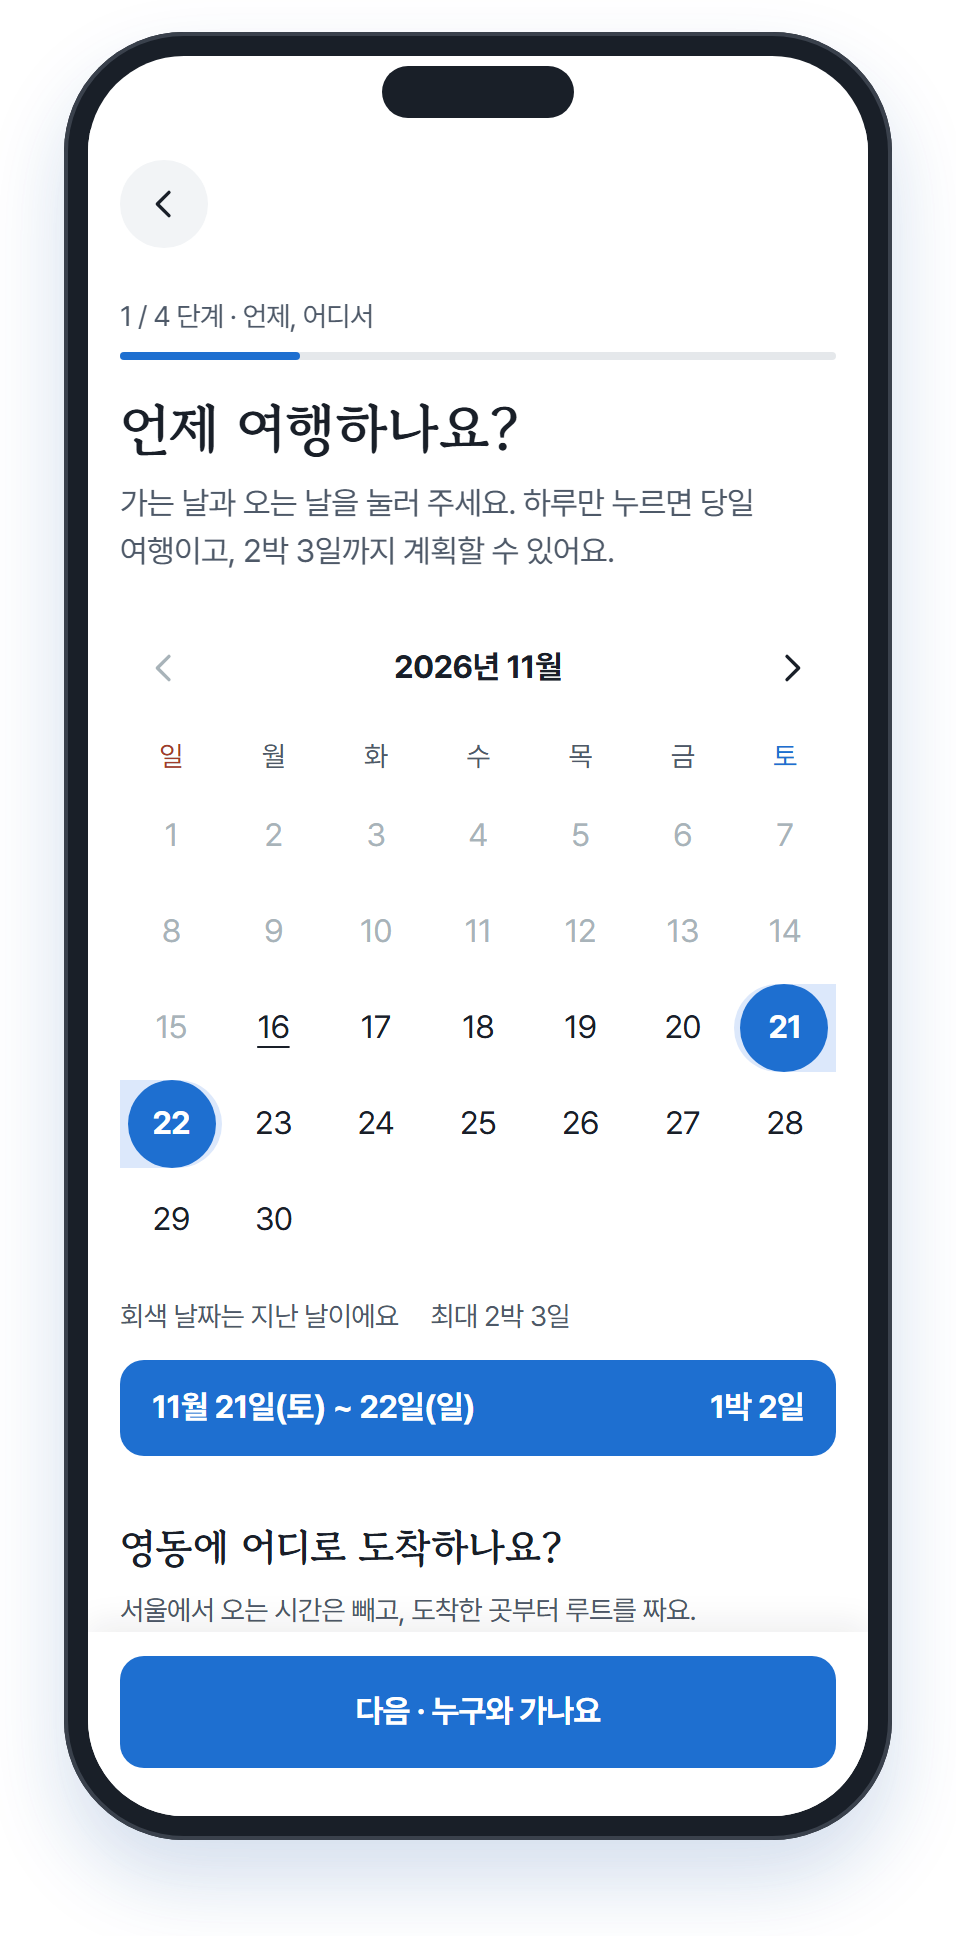 1 / 4 단계 · 언제, 어디서
언제 여행하나요?
가는 날과 오는 날을 눌러 주세요. 하루만 누르면 당일
여행이고, 2박 3일까지 계획할 수 있어요.
2026년 11월
일 월 화 수 목 금 토
1 2 3 4 5 6 7
8 9 10 11 12 13 14
15 16 17 18 19 20 21
22 23 24 25 26 27 28
29 30
회색 날짜는 지난 날이에요 최대 2박 3일
11월 21일(토) ~ 22일(일) 1박 2일
영동에 어디로 도착하나요?
서울에서 오는 시간은 빼고, 도착한 곳부터 루트를 짜요.
다음 · 누구와 가나요